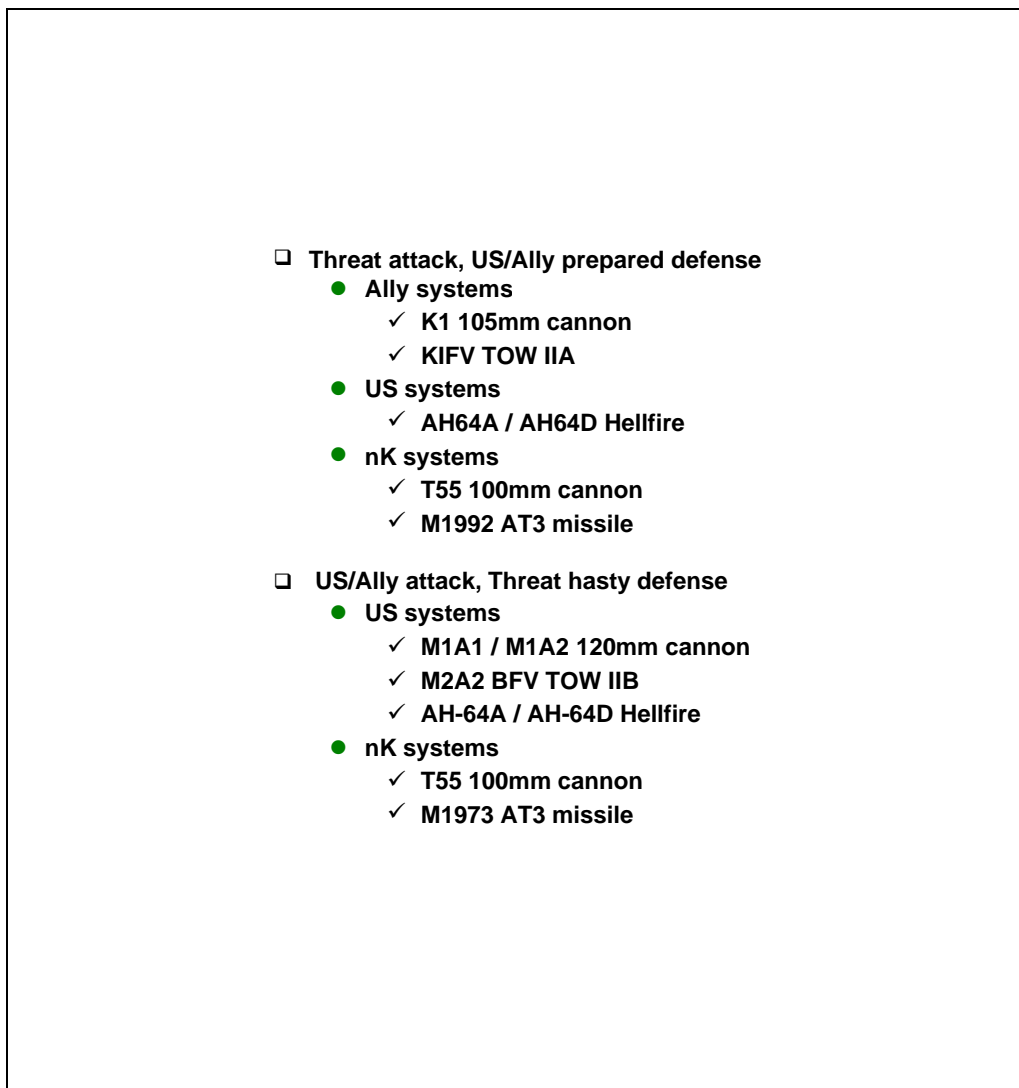 ❑ Threat attack, US/Ally prepared defense
● Ally systems
✓ K1 105mm cannon
✓ KIFV TOW IIA
● US systems
✓ AH64A / AH64D Hellfire
● nK systems
✓ T55 100mm cannon
✓ M1992 AT3 missile
❑ US/Ally attack, Threat hasty defense
● US systems
✓ M1A1 / M1A2 120mm cannon
✓ M2A2 BFV TOW IIB
✓ AH-64A / AH-64D Hellfire
● nK systems
✓ T55 100mm cannon
✓ M1973 AT3 missile